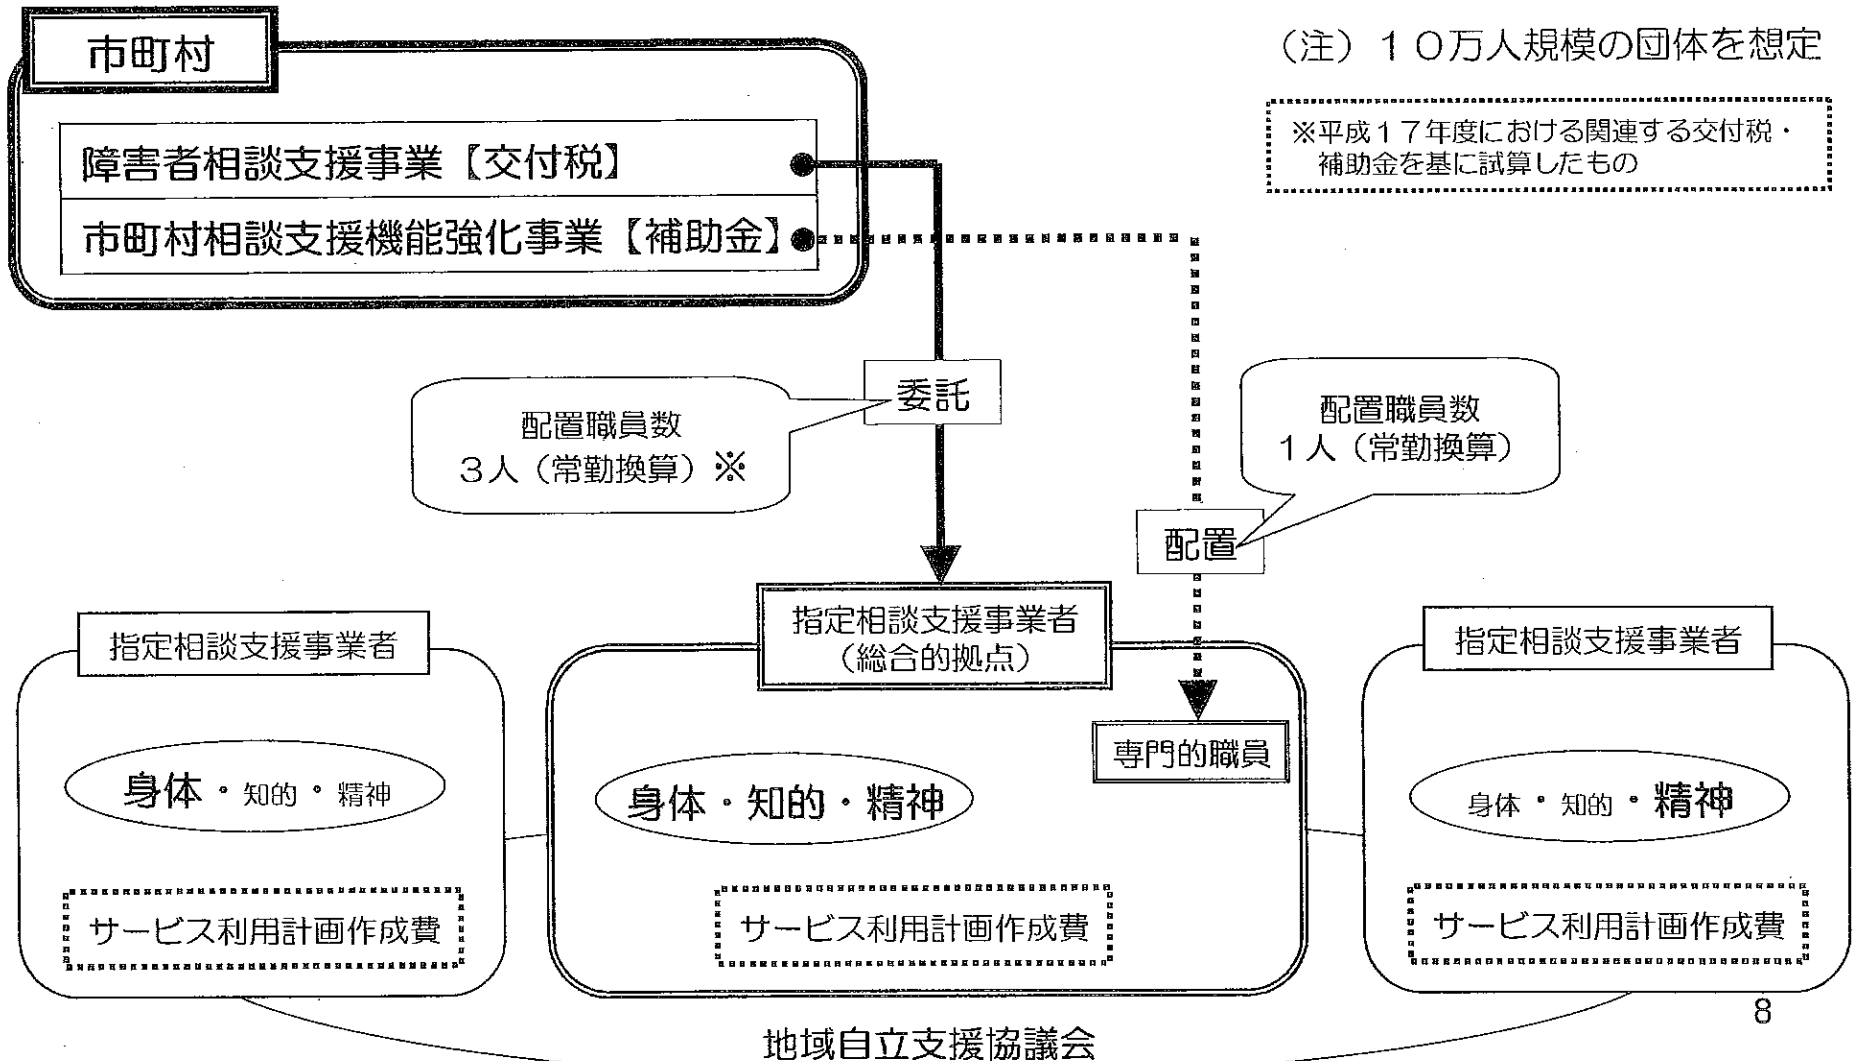 市町村
(注)10万人規模の団体を想定
※平成17年度における関連する交付税・
補助金を基に試算したもの
障害者相談支援事業【交付税】
市町村相談支援機能強化事業【補助金】
委託
配置職員数
3人(常勤換算)※
配置職員数
1人(常勤換算)
配置
指定相談支援事業者
(総合的拠点)
指定相談支援事業者
指定相談支援事業者
専門的職員
身体・知的・精神
身体・知的・精神
身体・知的・精神
サービス利用計画作成費
サービス利用計画作成費
サービス利用計画作成費
8
地域自立支援協議会